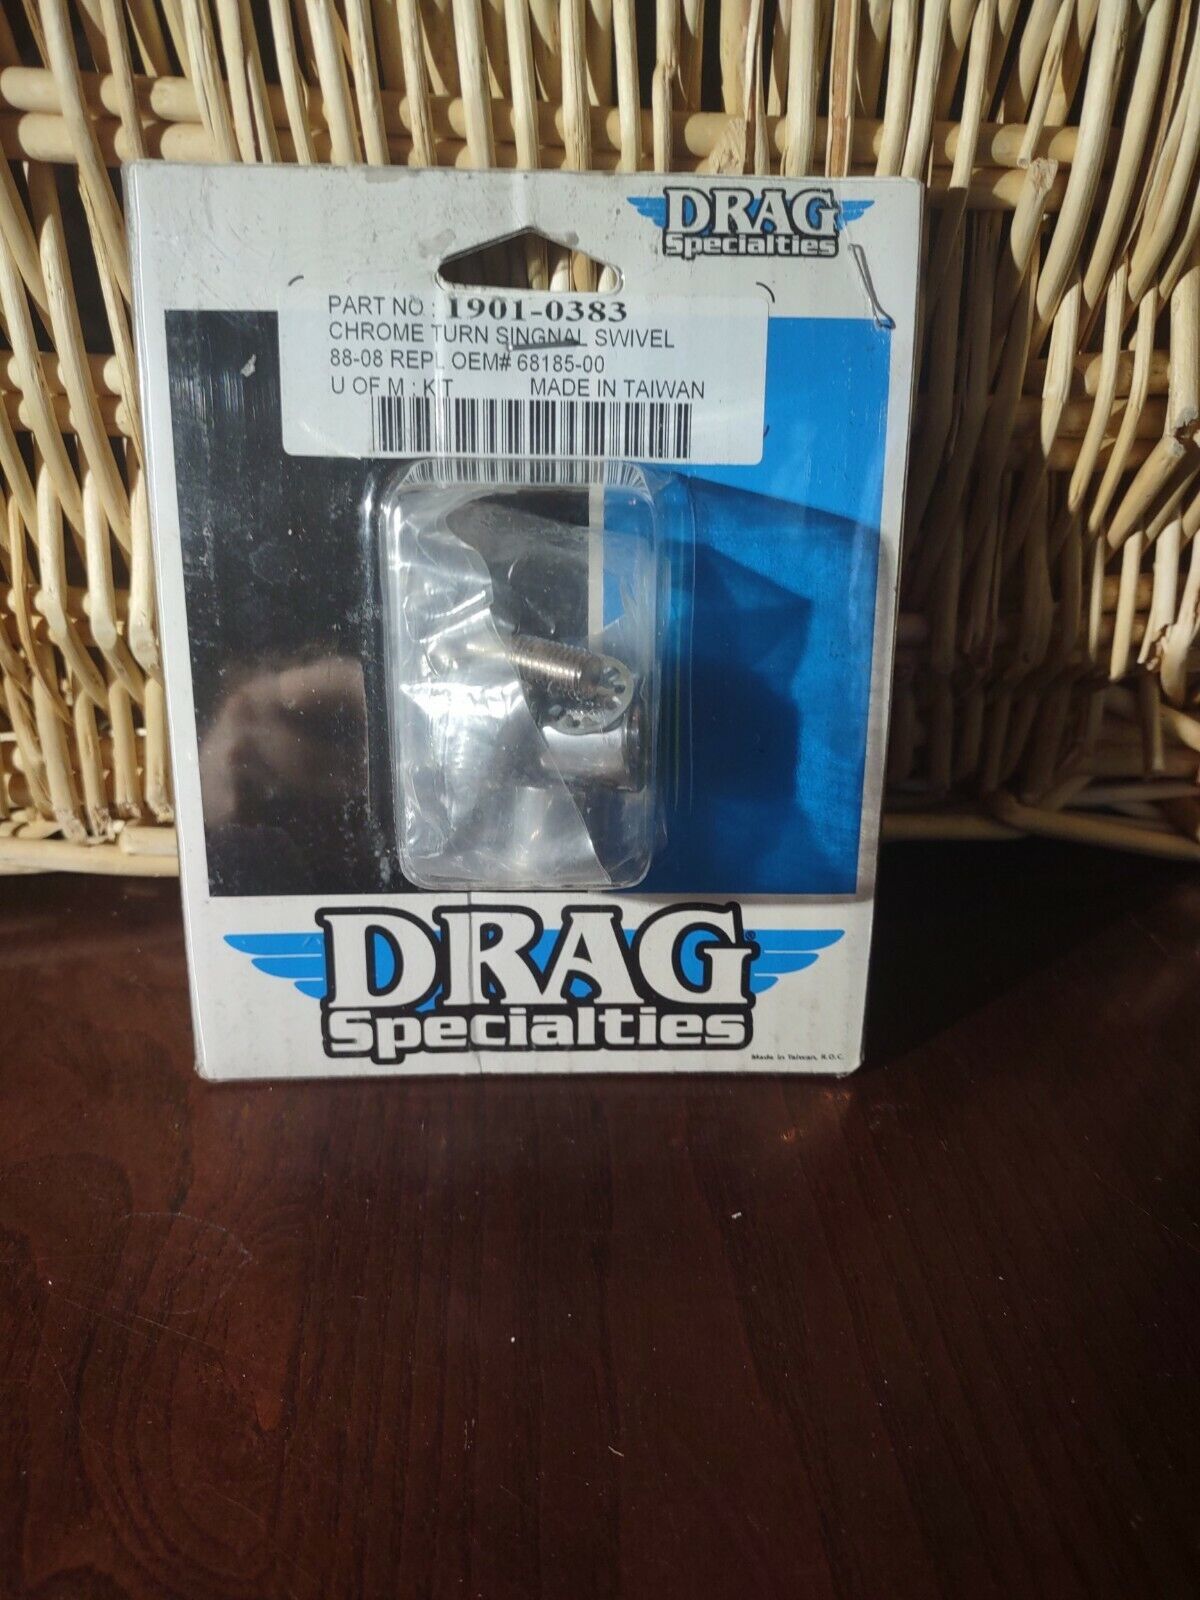 DRAG
Specialties
PART NO.: 1901-0383
CHROME TURN SINGNAL SWIVEL
88-08 REPL OEM# 68185-00
U OF M : KIT MADE IN TAIWAN
DRAG®
Specialties
Made in Taiwan, R.O.C.